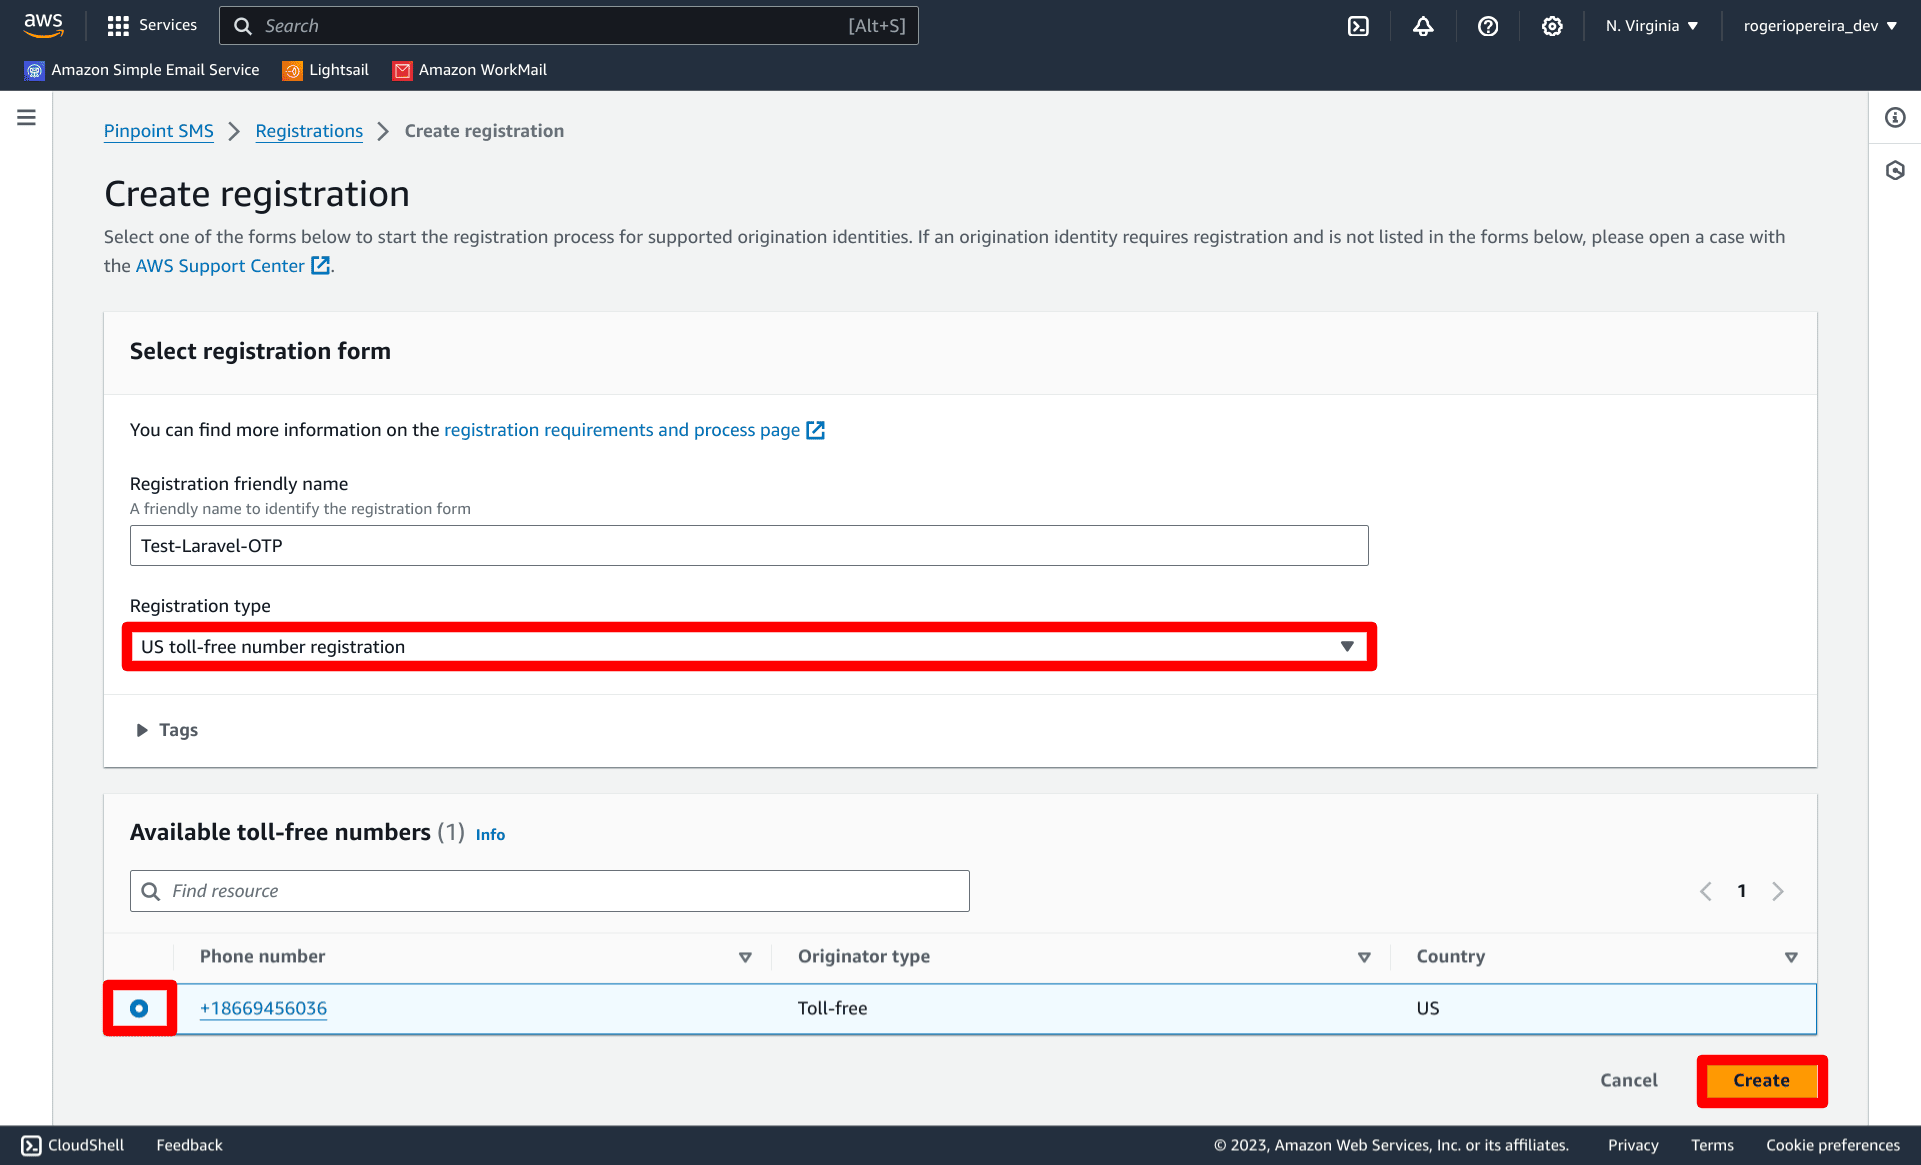 aws
Services
Search
[Alt+S]
N. Virginia
rogeriopereira_dev
Amazon Simple Email Service
Lightsail
Amazon WorkMail
Pinpoint SMS
Registrations
Create registration
Create registration
Select one of the forms below to start the registration process for supported origination identities. If an origination identity requires registration and is not listed in the forms below, please open a case with
the AWS Support Center.
Select registration form
You can find more information on the registration requirements and process page
Registration friendly name
A friendly name to identify the registration form
Test-Laravel-OTP
Registration type
US toll-free number registration
Tags
Available toll-free numbers (1) Info
Find resource
1
Phone number
Originator type
Country
+18669456036
Toll-free
US
Cancel
Create
CloudShell
Feedback
© 2023, Amazon Web Services, Inc. or its affiliates.
Privacy
Terms
Cookie preferences